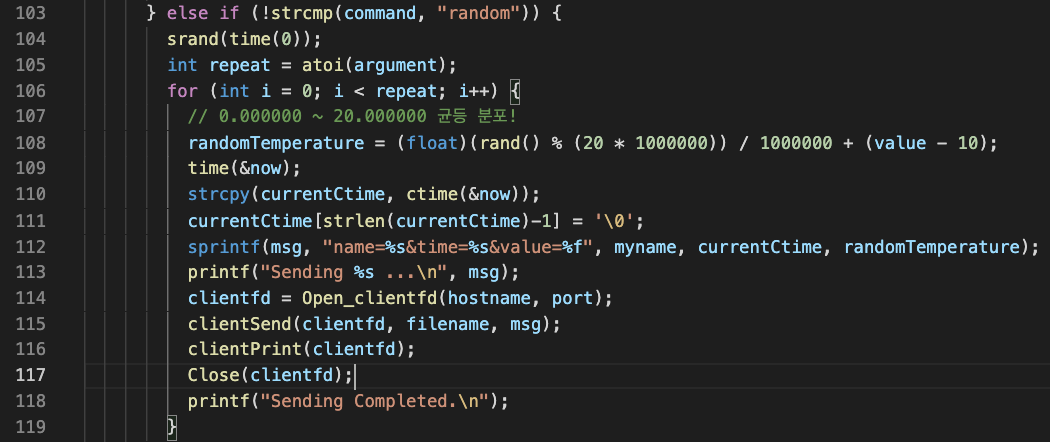 103 } else if (!strcmp(command, "random")) {
104 srand(time(0));
105 int repeat = atoi(argument);
106 for (int i = 0; i < repeat; i++) {
107 // 0.000000 ~ 20.000000 균등 분포!
108 randomTemperature = (float)(rand() % (20 * 1000000)) / 1000000 + (value - 10);
109 time(&now);
110 strcpy(currentCtime, ctime(&now));
111 currentCtime[strlen(currentCtime)-1] = '\0';
112 sprintf(msg, "name=%s&time=%s&value=%f", myname, currentCtime, randomTemperature);
113 printf("Sending %s ...\n", msg);
114 clientfd = Open_clientfd(hostname, port);
115 clientSend(clientfd, filename, msg);
116 clientPrint(clientfd);
117 Close(clientfd);
118 printf("Sending Completed.\n");
119 }